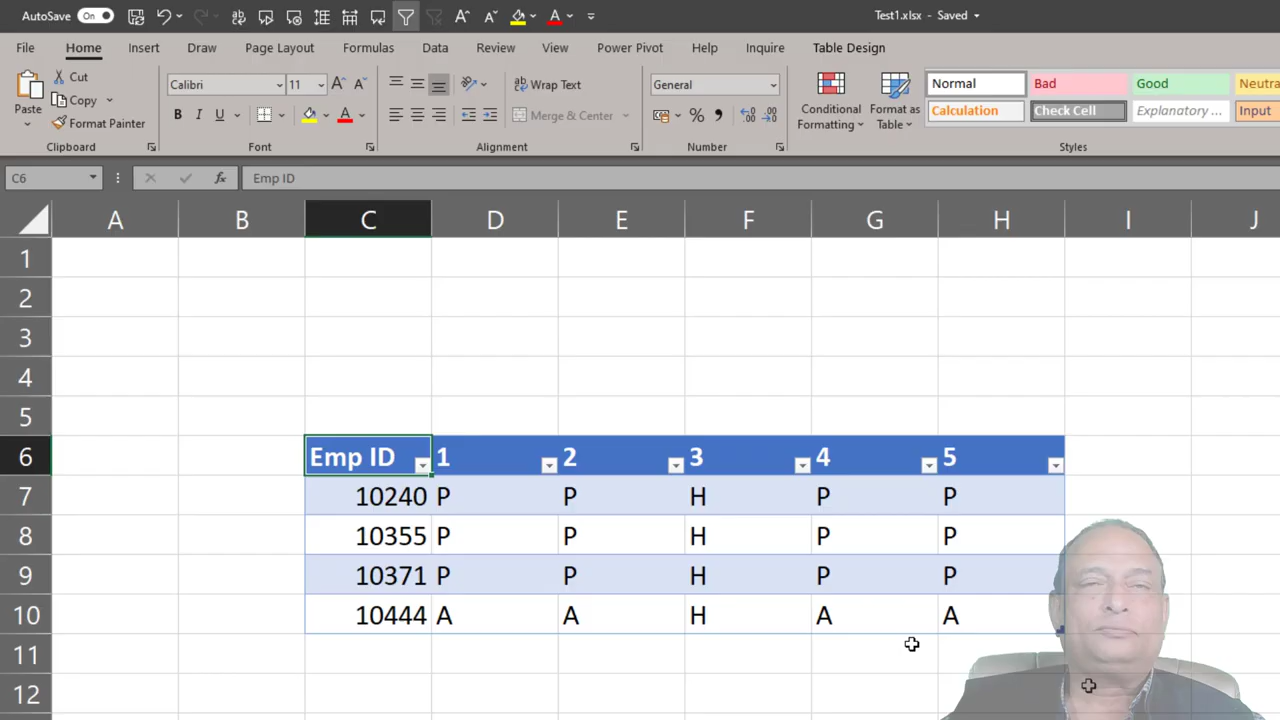 AutoSave On Test1.xlsx - Saved
File Home Insert Draw Page Layout Formulas Data Review View Power Pivot Help Inquire Table Design
Paste
Cut
Copy
Format Painter
Clipboard
Calibri 11
B I U
Font
Wrap Text
Merge & Center
Alignment
General
Number
Conditional Formatting
Format as Table
Normal Bad Good Neutra
Calculation Check Cell Explanatory ... Input
Styles
C6 fx Emp ID
A B C D E F G H I J
1
2
3
4
5
6 Emp ID 1 2 3 4 5
7 10240 P P H P P
8 10355 P P H P P
9 10371 P P H P P
10 10444 A A H A A
11
12